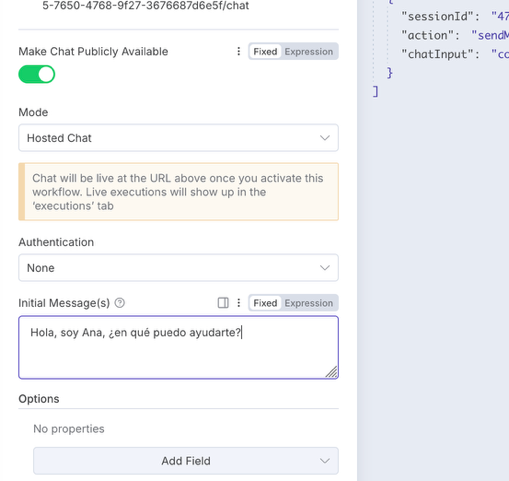 5-7650-4768-9f27-3676687d6e5f/chat
Make Chat Publicly Available
Fixed Expression
Mode
Hosted Chat
Chat will be live at the URL above once you activate this
workflow. Live executions will show up in the
‘executions’ tab
Authentication
None
Initial Message(s)
Fixed Expression
Hola, soy Ana, ¿en qué puedo ayudarte?
Options
No properties
Add Field
{
"sessionId": "47
"action": "sendM
"chatInput": "co
}
]